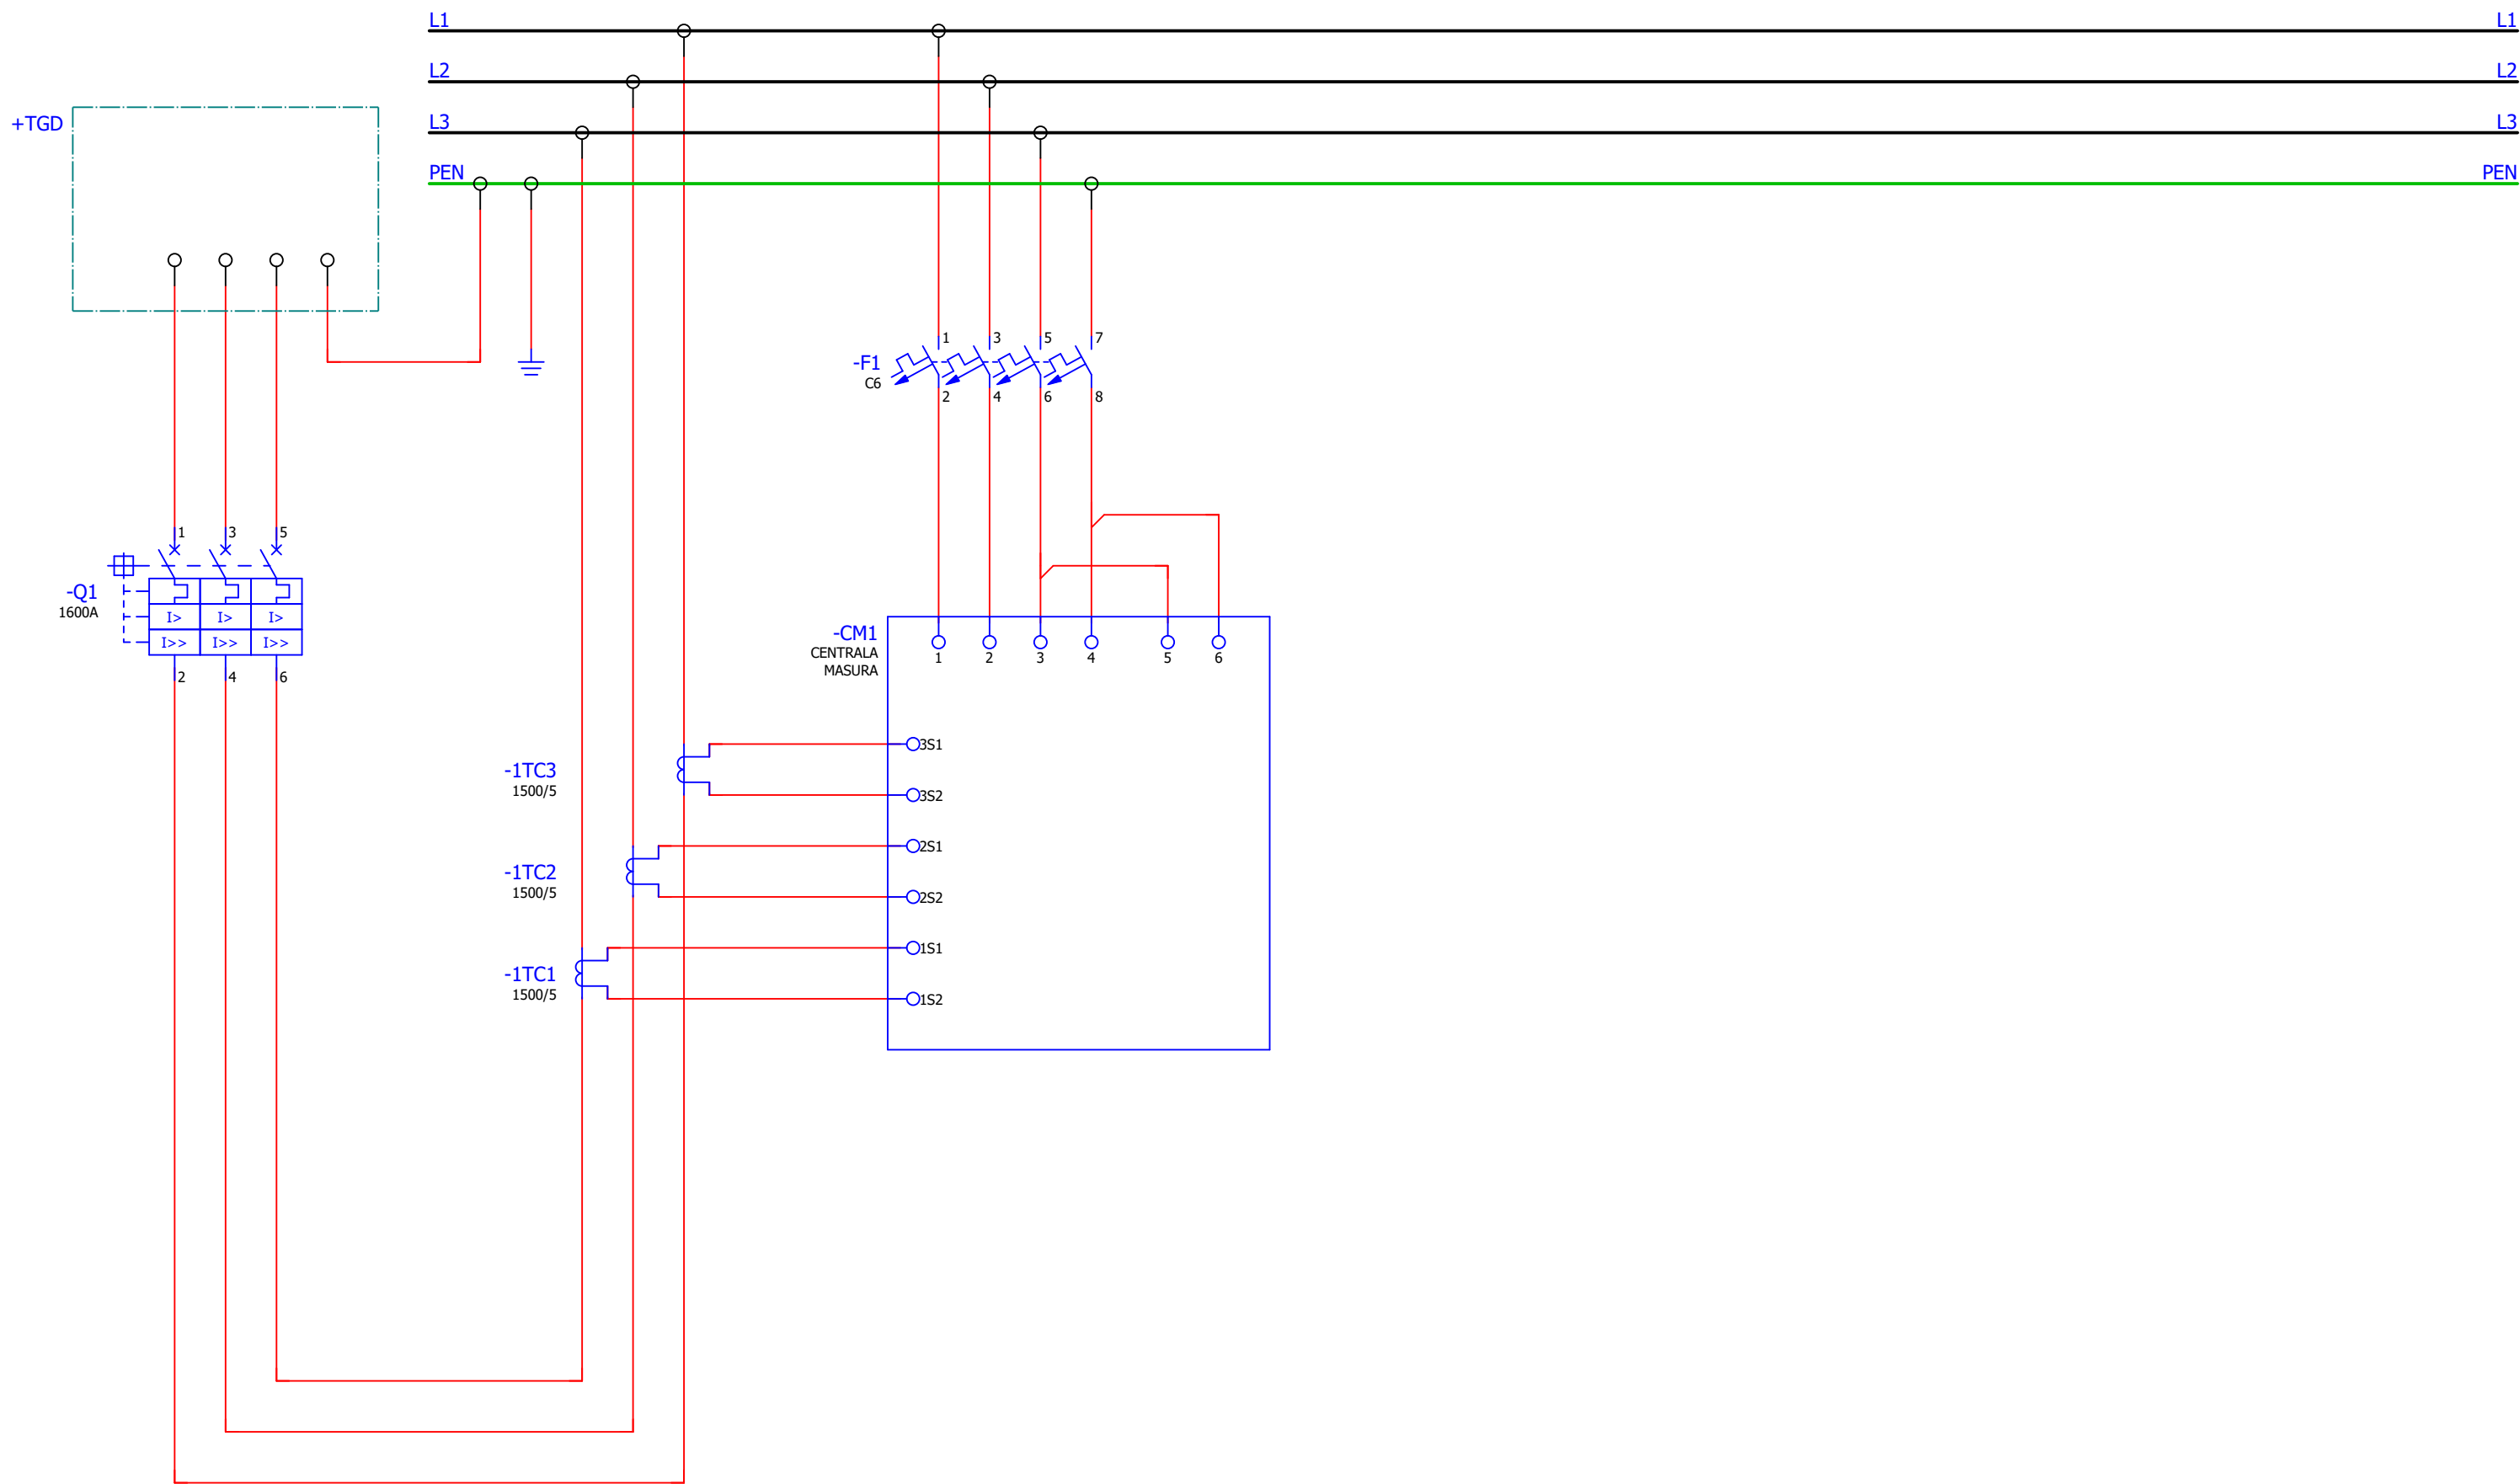 L1 L1
L2 L2
+TGD L3 L3
PEN PEN
1 3 5 7
-F1
C6
2 4 6 8
1 3 5
-Q1
1600A
I> I> I>
I>> I>> I>>
2 4 6
-CM1
CENTRALA
MASURA
1 2 3 4 5 6
3S1
-1TC3
1500/5
3S2
2S1
-1TC2
1500/5
2S2
1S1
-1TC1
1500/5
1S2